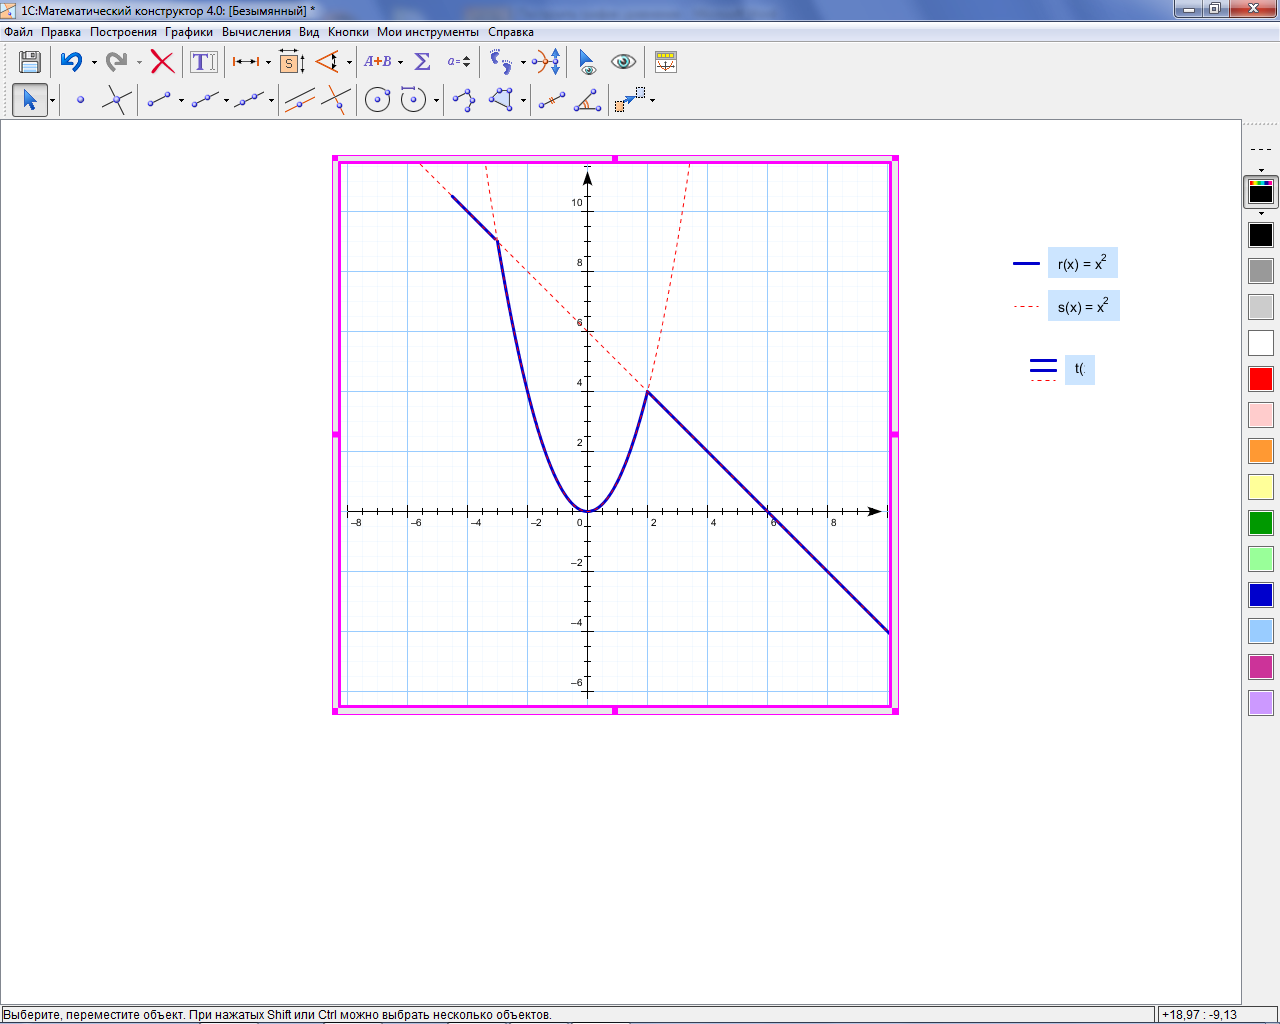 1С:Математический конструктор 4.0: [Безымянный] *
Файл Правка Построения Графики Вычисления Вид Кнопки Мои инструменты Справка
T S A+B Σ a=
10
8
6
4
2
−8 −6 −4 −2 0 2 4 6 8
−2
−4
−6
r(x) = x²
s(x) = x²
t(:
Выберите, переместите объект. При нажатых Shift или Ctrl можно выбрать несколько объектов.
+18,97 : -9,13